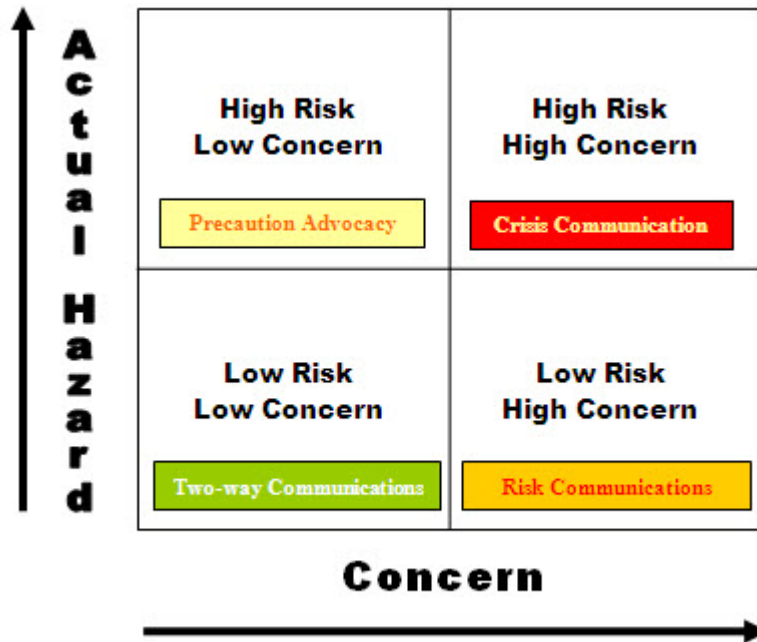 Actual Hazard
High Risk
Low Concern
Precaution Advocacy
High Risk
High Concern
Crisis Communication
Low Risk
Low Concern
Two-way Communications
Low Risk
High Concern
Risk Communications
Concern